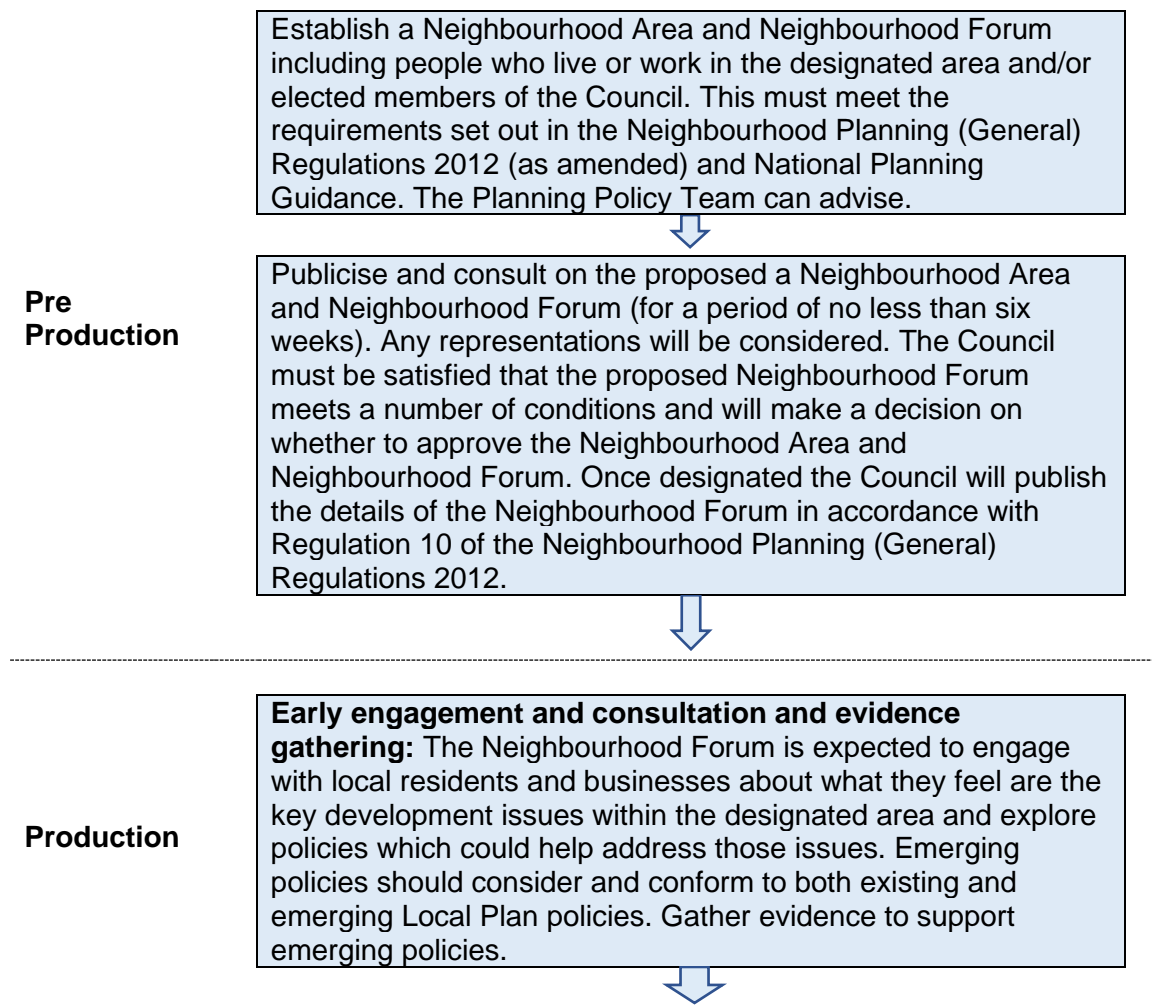 Establish a Neighbourhood Area and Neighbourhood Forum
including people who live or work in the designated area and/or
elected members of the Council. This must meet the
requirements set out in the Neighbourhood Planning (General)
Regulations 2012 (as amended) and National Planning
Guidance. The Planning Policy Team can advise.
Pre
Production
Publicise and consult on the proposed a Neighbourhood Area
and Neighbourhood Forum (for a period of no less than six
weeks). Any representations will be considered. The Council
must be satisfied that the proposed Neighbourhood Forum
meets a number of conditions and will make a decision on
whether to approve the Neighbourhood Area and
Neighbourhood Forum. Once designated the Council will publish
the details of the Neighbourhood Forum in accordance with
Regulation 10 of the Neighbourhood Planning (General)
Regulations 2012.
Production
Early engagement and consultation and evidence
gathering: The Neighbourhood Forum is expected to engage
with local residents and businesses about what they feel are the
key development issues within the designated area and explore
policies which could help address those issues. Emerging
policies should consider and conform to both existing and
emerging Local Plan policies. Gather evidence to support
emerging policies.